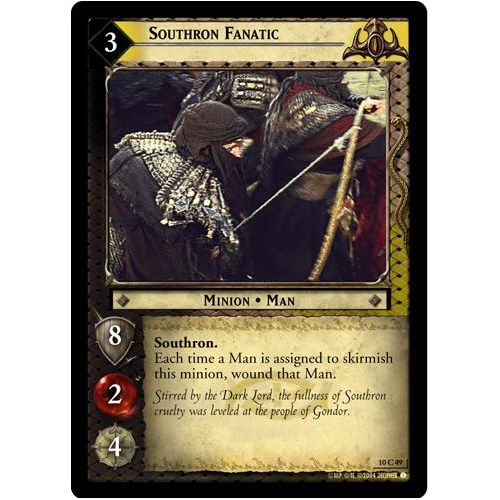 3
SOUTHRON FANATIC
MINION • MAN
8
Southron.
Each time a Man is assigned to skirmish
this minion, wound that Man.
2
Stirred by the Dark Lord, the fullness of Southron
cruelty was leveled at the people of Gondor.
4
10 C 49